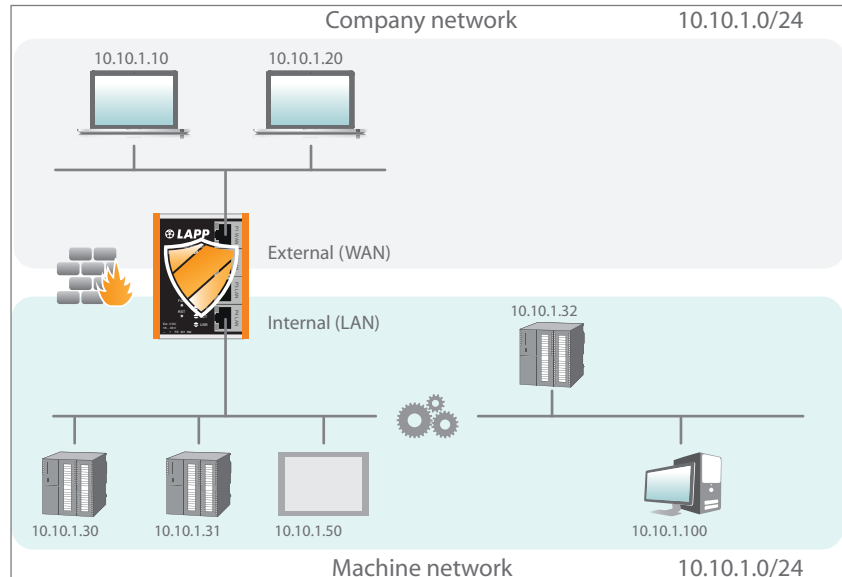 Company network 10.10.1.0/24
10.10.1.10 10.10.1.20
LAPP
External (WAN)
Internal (LAN)
10.10.1.32
10.10.1.30 10.10.1.31 10.10.1.50 10.10.1.100
Machine network 10.10.1.0/24